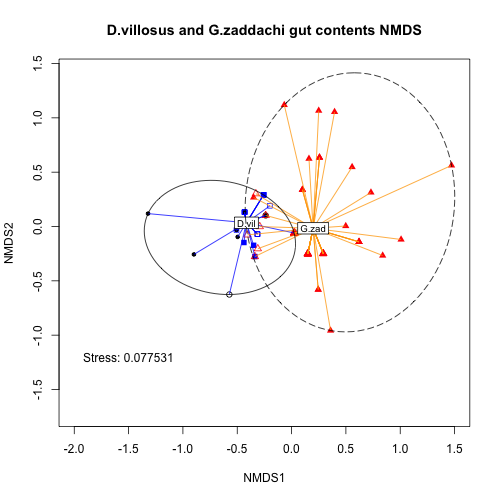 D.villosus and G.zaddachi gut contents NMDS
1.5
1.0
0.5
0.0
-0.5
-1.0
-1.5
NMDS2
D.vil
G.zad
Stress: 0.077531
-2.0 -1.5 -1.0 -0.5 0.0 0.5 1.0 1.5
NMDS1